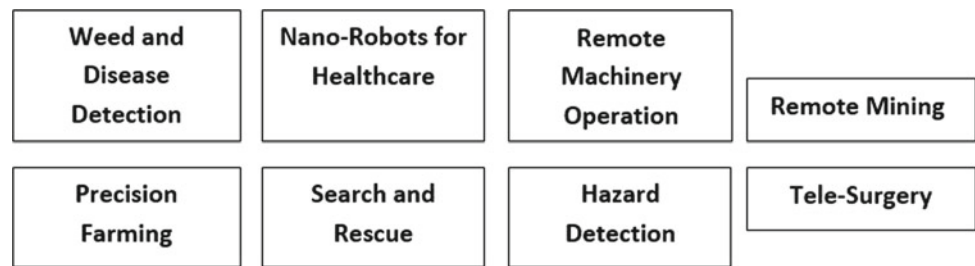 Weed and
Disease
Detection
Nano-Robots for
Healthcare
Remote
Machinery
Operation
Remote Mining
Precision
Farming
Search and
Rescue
Hazard
Detection
Tele-Surgery